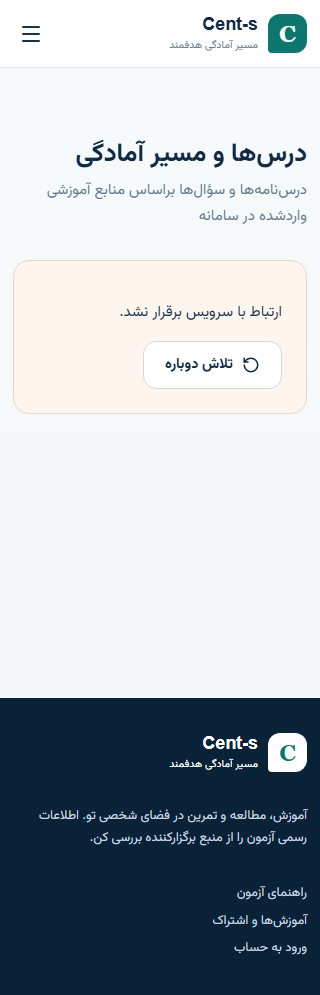 C
Cent-s
مسیر آمادگی هدفمند
درس‌ها و مسیر آمادگی
درس‌نامه‌ها و سؤال‌ها براساس منابع آموزشی
واردشده در سامانه
ارتباط با سرویس برقرار نشد.
تلاش دوباره
C
Cent-s
مسیر آمادگی هدفمند
آموزش، مطالعه و تمرین در فضای شخصی تو. اطلاعات
رسمی آزمون را از منبع برگزارکننده بررسی کن.
راهنمای آزمون
آموزش‌ها و اشتراک
ورود به حساب